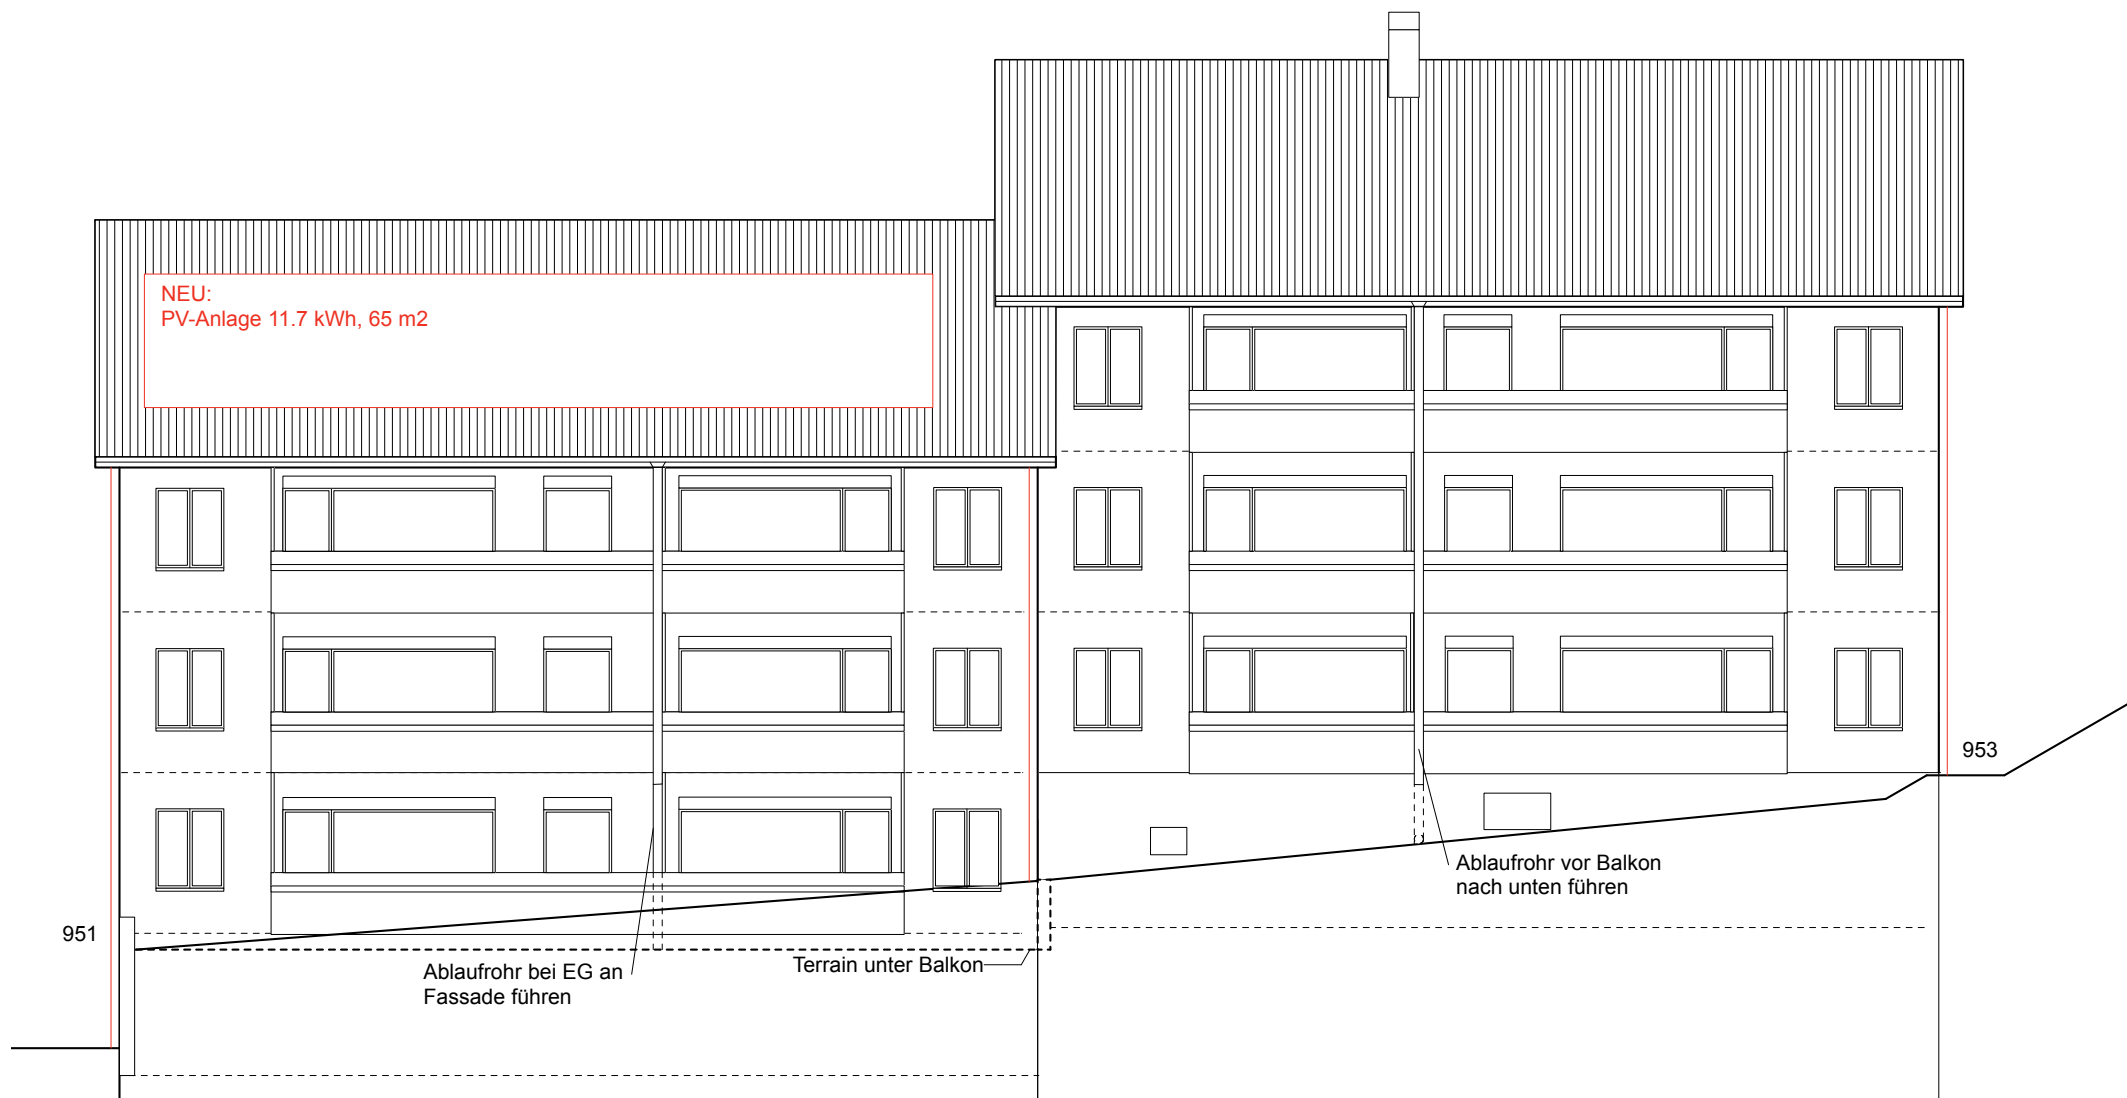 NEU:
PV-Anlage 11.7 kWh, 65 m2
953
Ablaufrohr vor Balkon
nach unten führen
951
Ablaufrohr bei EG an
Fassade führen
Terrain unter Balkon